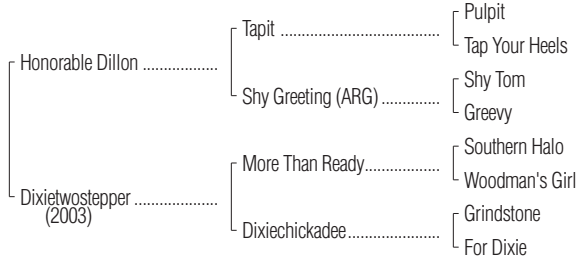 Pulpit
Tapit ................................
Tap Your Heels
Honorable Dillon ...............
Shy Tom
Shy Greeting (ARG) ............
Greevy
Southern Halo
More Than Ready...............
Woodman's Girl
Dixietwostepper .................
(2003)
Grindstone
Dixiechickadee...................
For Dixie